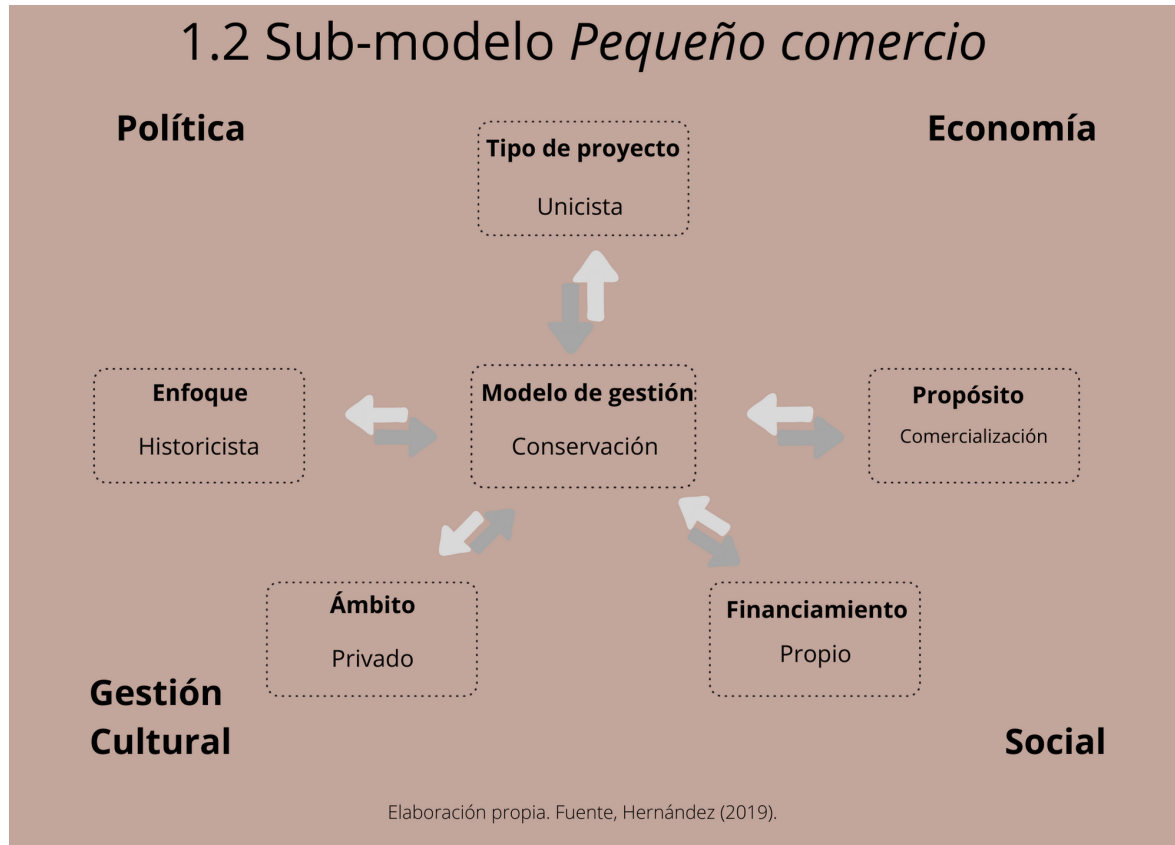 1.2 Sub-modelo Pequeño comercio
Política
Economía
Tipo de proyecto
Unicista
Enfoque
Historicista
Modelo de gestión
Conservación
Propósito
Comercialización
Ámbito
Privado
Financiamiento
Propio
Gestión
Cultural
Social
Elaboración propia. Fuente, Hernández (2019).